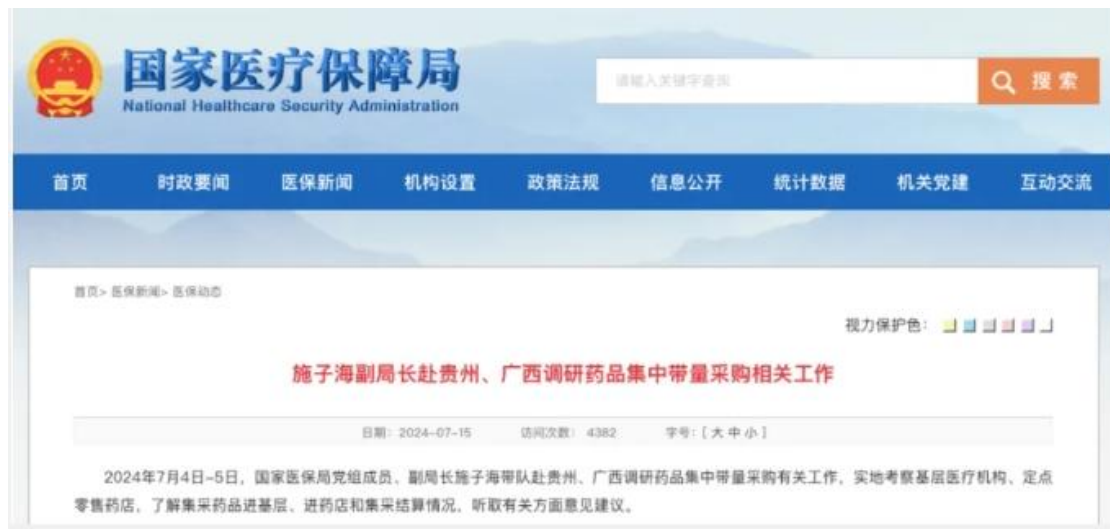 国家医疗保障局
National Healthcare Security Administration
请输入关键字查询
搜索
首页 时政要闻 医保新闻 机构设置 政策法规 信息公开 统计数据 机关党建 互动交流
首页> 医保新闻> 医保动态
视力保护色:
施子海副局长赴贵州、广西调研药品集中带量采购相关工作
日期: 2024-07-15 访问次数: 4382 字号:[ 大 中 小 ]
2024年7月4日-5日,国家医保局党组成员、副局长施子海带队赴贵州、广西调研药品集中带量采购有关工作,实地考察基层医疗机构、定点
零售药店,了解集采药品进基层、进药店和集采结算情况,听取有关方面意见建议。